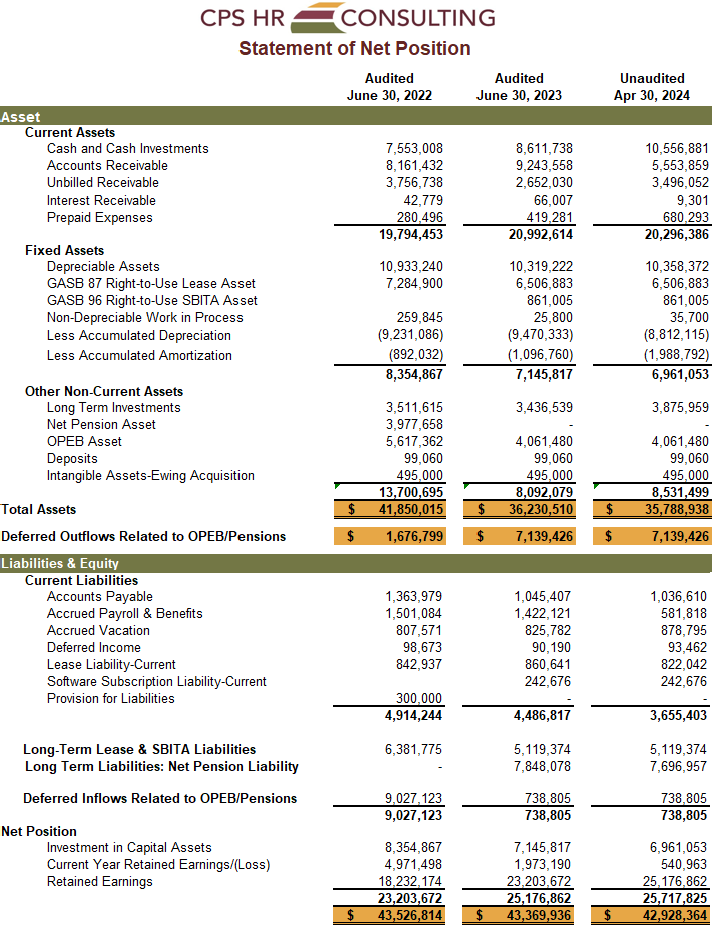 CPS HR CONSULTING
Statement of Net Position
Audited Audited Unaudited
June 30, 2022 June 30, 2023 Apr 30, 2024
Asset
Current Assets
Cash and Cash Investments 7,553,008 8,611,738 10,556,881
Accounts Receivable 8,161,432 9,243,558 5,553,859
Unbilled Receivable 3,756,738 2,652,030 3,496,052
Interest Receivable 42,779 66,007 9,301
Prepaid Expenses 280,496 419,281 680,293
19,794,453 20,992,614 20,296,386
Fixed Assets
Depreciable Assets 10,933,240 10,319,222 10,358,372
GASB 87 Right-to-Use Lease Asset 7,284,900 6,506,883 6,506,883
GASB 96 Right-to-Use SBITA Asset 861,005 861,005
Non-Depreciable Work in Process 259,845 25,800 35,700
Less Accumulated Depreciation (9,231,086) (9,470,333) (8,812,115)
Less Accumulated Amortization (892,032) (1,096,760) (1,988,792)
8,354,867 7,145,817 6,961,053
Other Non-Current Assets
Long Term Investments 3,511,615 3,436,539 3,875,959
Net Pension Asset 3,977,658 - -
OPEB Asset 5,617,362 4,061,480 4,061,480
Deposits 99,060 99,060 99,060
Intangible Assets-Ewing Acquisition 495,000 495,000 495,000
13,700,695 8,092,079 8,531,499
Total Assets $ 41,850,015 $ 36,230,510 $ 35,788,938
Deferred Outflows Related to OPEB/Pensions $ 1,676,799 $ 7,139,426 $ 7,139,426
Liabilities & Equity
Current Liabilities
Accounts Payable 1,363,979 1,045,407 1,036,610
Accrued Payroll & Benefits 1,501,084 1,422,121 581,818
Accrued Vacation 807,571 825,782 878,795
Deferred Income 98,673 90,190 93,462
Lease Liability-Current 842,937 860,641 822,042
Software Subscription Liability-Current 242,676 242,676
Provision for Liabilities 300,000 - -
4,914,244 4,486,817 3,655,403
Long-Term Lease & SBITA Liabilities 6,381,775 5,119,374 5,119,374
Long Term Liabilities: Net Pension Liability - 7,848,078 7,696,957
Deferred Inflows Related to OPEB/Pensions 9,027,123 738,805 738,805
9,027,123 738,805 738,805
Net Position
Investment in Capital Assets 8,354,867 7,145,817 6,961,053
Current Year Retained Earnings/(Loss) 4,971,498 1,973,190 540,963
Retained Earnings 18,232,174 23,203,672 25,176,862
23,203,672 25,176,862 25,717,825
$ 43,526,814 $ 43,369,936 $ 42,928,364